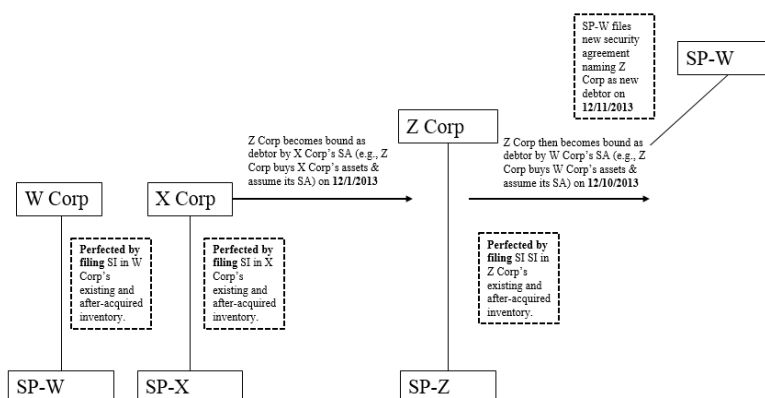 SP-W files
new security
agreement
naming Z
Corp as new
debtor on
12/11/2013
SP-W
Z Corp
Z Corp becomes bound as
debtor by X Corp's SA (e.g., Z
Corp buys X Corp's assets &
assume its SA) on 12/1/2013
Z Corp then becomes bound as
debtor by W Corp's SA (e.g., Z
Corp buys W Corp's assets &
assume its SA) on 12/10/2013
W Corp
X Corp
Perfected by
filing SI in W
Corp's
existing and
after-acquired
inventory.
Perfected by
filing SI in X
Corp's
existing and
after-acquired
inventory.
Perfected by
filing SI SI in
Z Corp's
existing and
after-acquired
inventory.
SP-W
SP-X
SP-Z